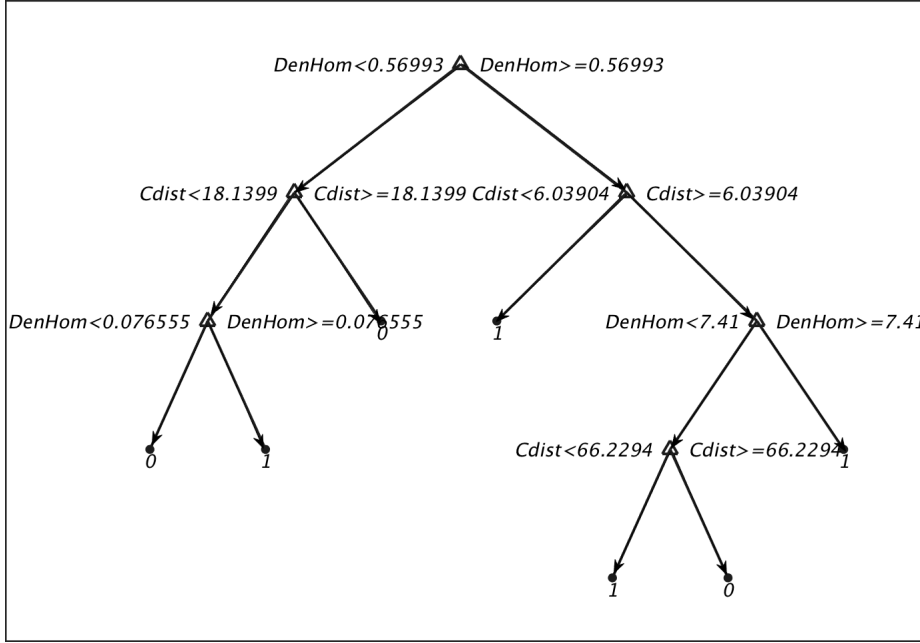 DenHom<0.56993 DenHom>=0.56993
Cdist<18.1399 Cdist>=18.1399 Cdist<6.03904 Cdist>=6.03904
DenHom<0.076555 DenHom>=0.076555 0 1 DenHom<7.41 DenHom>=7.41
0 1 Cdist<66.2294 Cdist>=66.2294 1
1 0